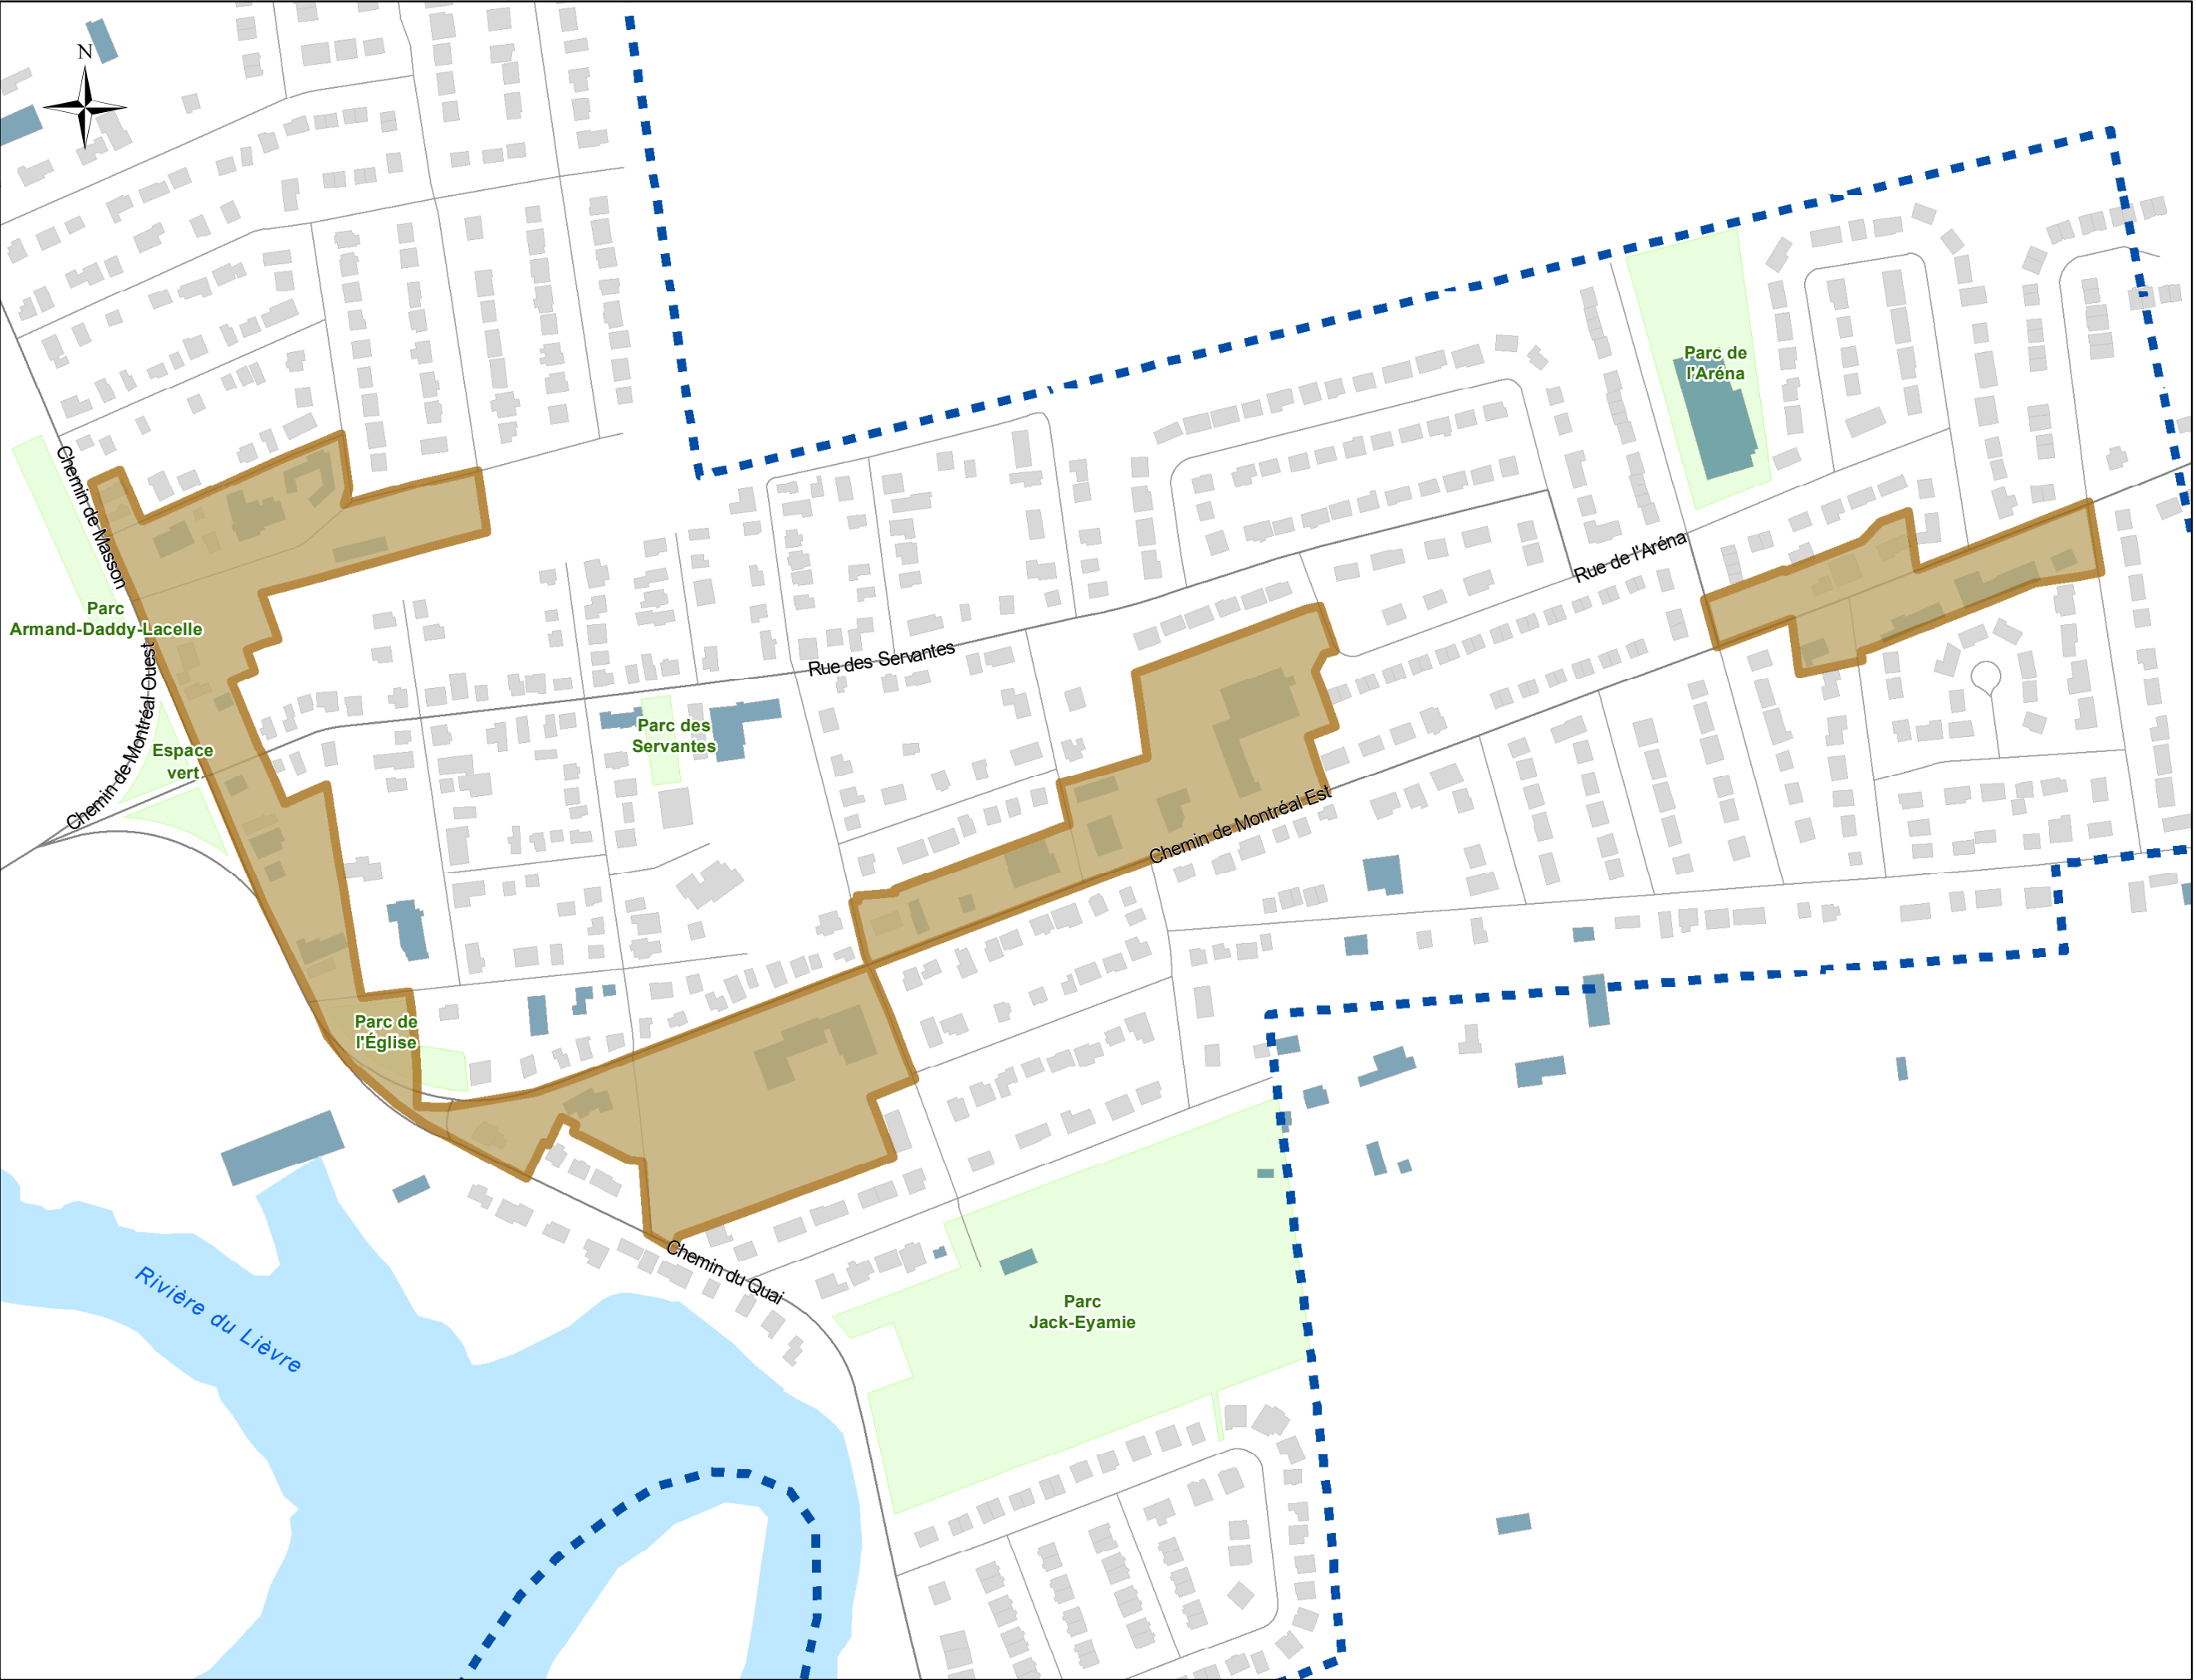 N
Parc de
l'Aréna
Chemin de Masson
Rue de l'Aréna
Parc
Armand-Daddy-Lacelle
Rue des Servantes
Chemin de Montréal Ouest
Parc des
Servantes
Espace
vert
Chemin de Montréal Est
Parc de
l'Église
Chemin du Quai
Rivière du Lièvre
Parc
Jack-Eyamie